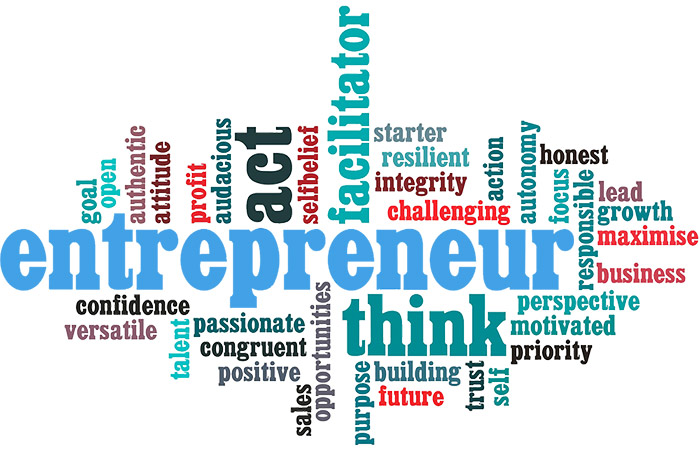 facilitator
starter
resilient
integrity
challenging
action
autonomy
honest
goal
open
authentic
attitude
profit
audacious
act
selfbelief
focus
responsible
lead
growth
maximise
entrepreneur
business
confidence
versatile
talent
passionate
congruent
positive
sales
opportunities
think
perspective
motivated
priority
purpose
building
future
trust
self